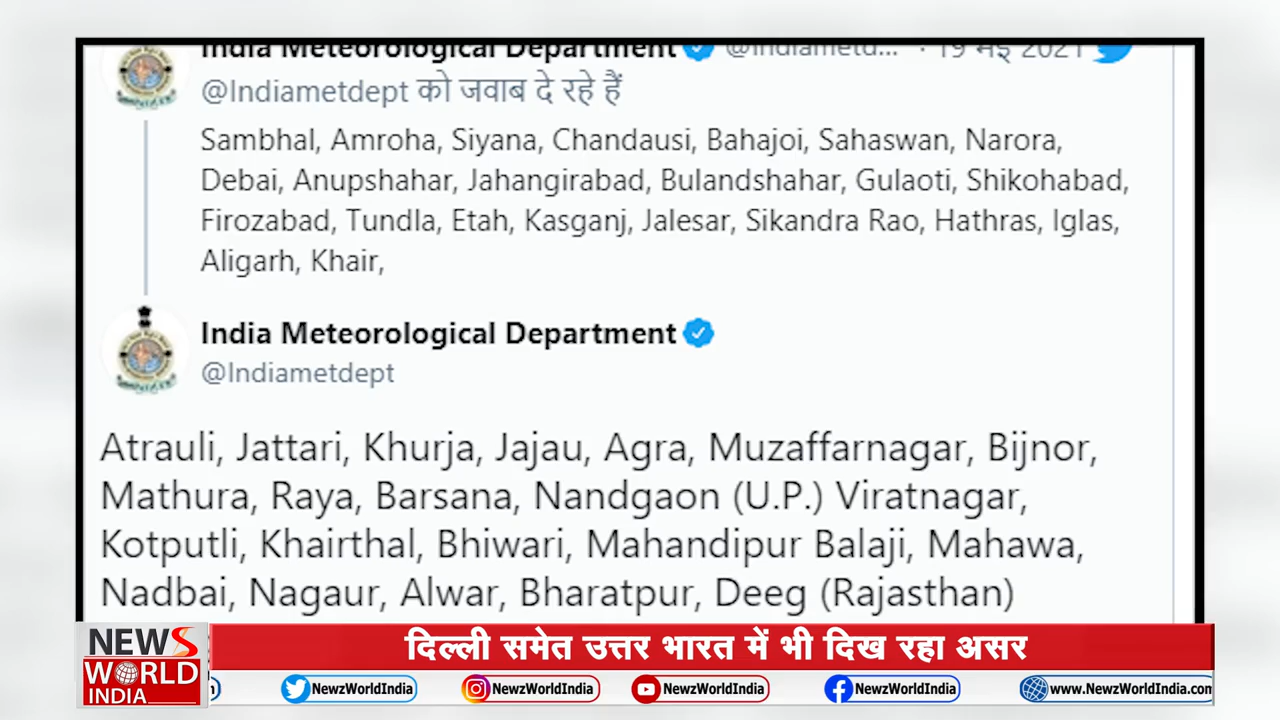 India Meteorological Department @Indiametd... · 19 मई 2021
@Indiametdept को जवाब दे रहे हैं
Sambhal, Amroha, Siyana, Chandausi, Bahajoi, Sahaswan, Narora,
Debai, Anupshahar, Jahangirabad, Bulandshahar, Gulaoti, Shikohabad,
Firozabad, Tundla, Etah, Kasganj, Jalesar, Sikandra Rao, Hathras, Iglas,
Aligarh, Khair,
India Meteorological Department
@Indiametdept
Atrauli, Jattari, Khurja, Jajau, Agra, Muzaffarnagar, Bijnor,
Mathura, Raya, Barsana, Nandgaon (U.P.) Viratnagar,
Kotputli, Khairthal, Bhiwari, Mahandipur Balaji, Mahawa,
Nadbai, Nagaur, Alwar, Bharatpur, Deeg (Rajasthan)
NEWS
WORLD
INDIA
दिल्ली समेत उत्तर भारत में भी दिख रहा असर
NewzWorldIndia NewzWorldIndia NewzWorldIndia NewzWorldIndia www.NewzWorldIndia.com